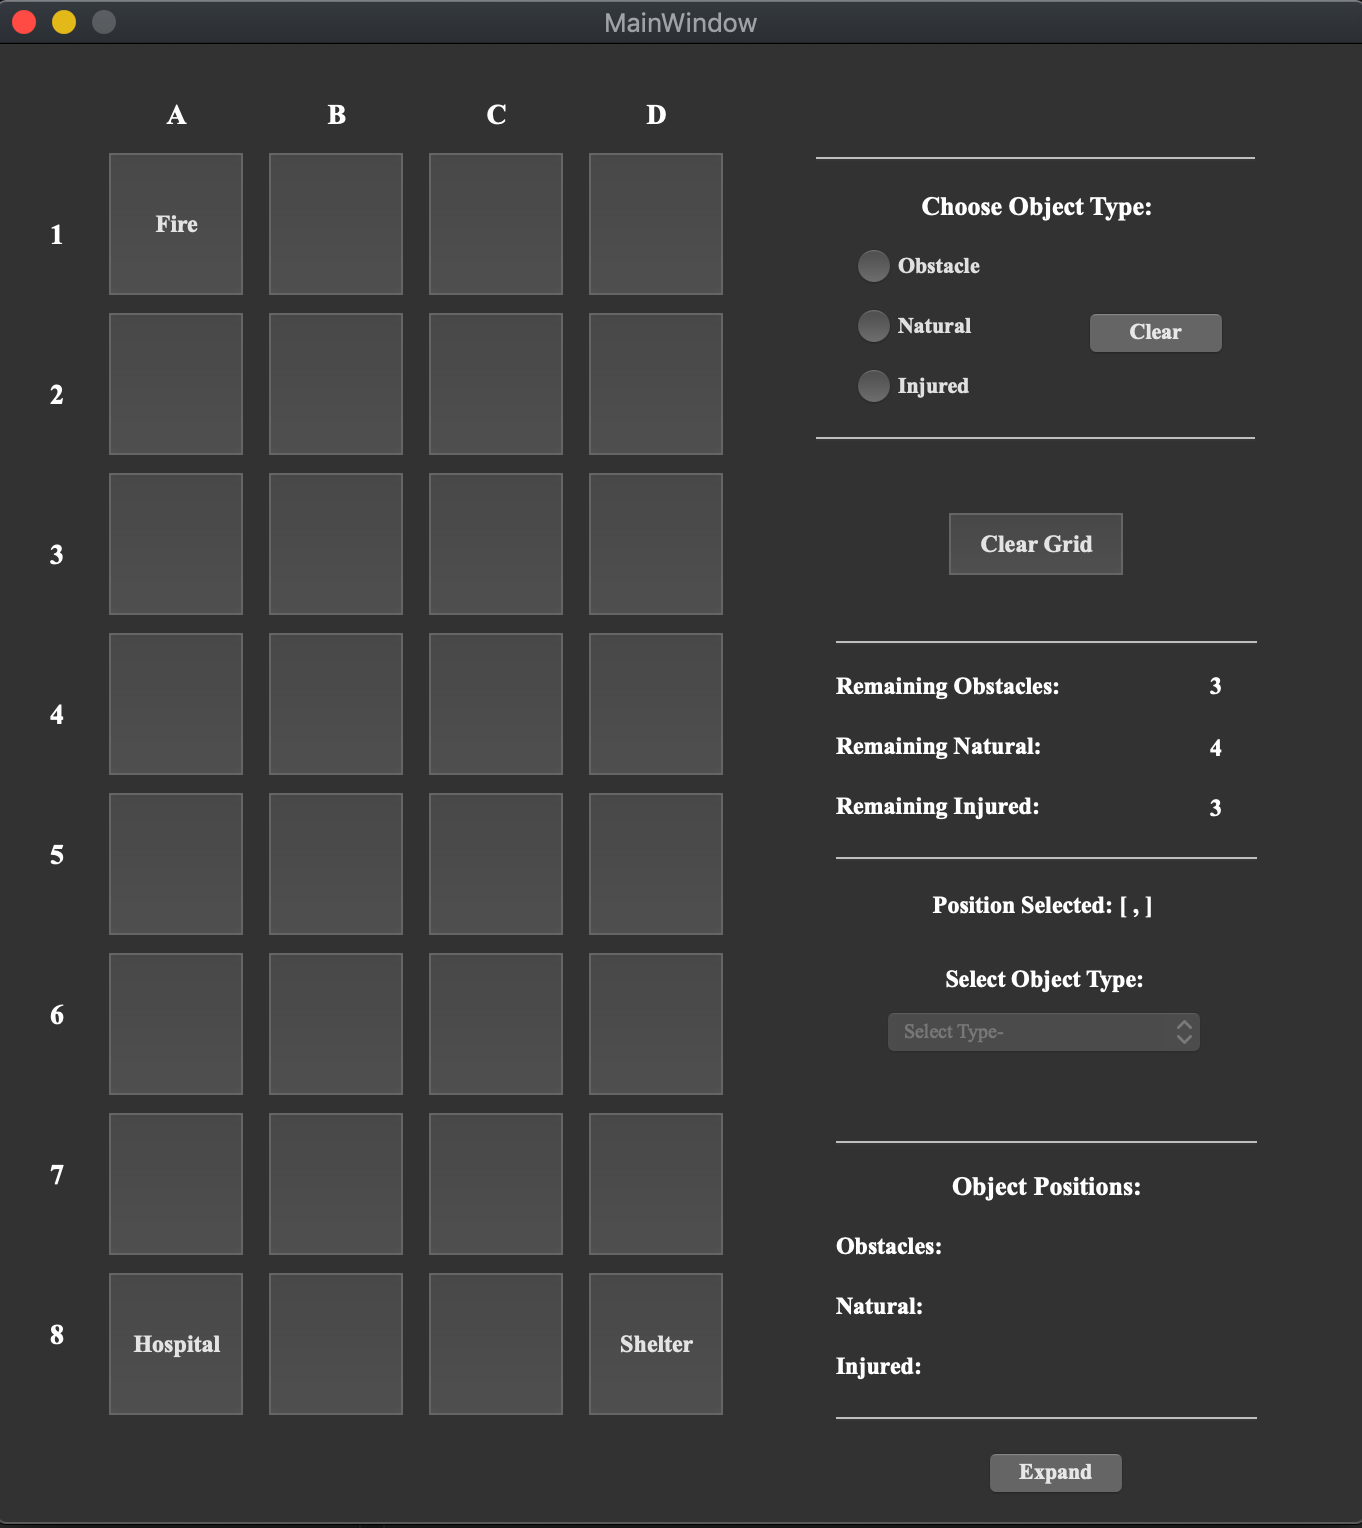 MainWindow
A B C D
1
Fire
2
3
4
5
6
7
8
Hospital
Shelter
Choose Object Type:
Obstacle
Natural
Injured
Clear
Clear Grid
Remaining Obstacles: 3
Remaining Natural: 4
Remaining Injured: 3
Position Selected: [ , ]
Select Object Type:
Select Type-
Object Positions:
Obstacles:
Natural:
Injured:
Expand